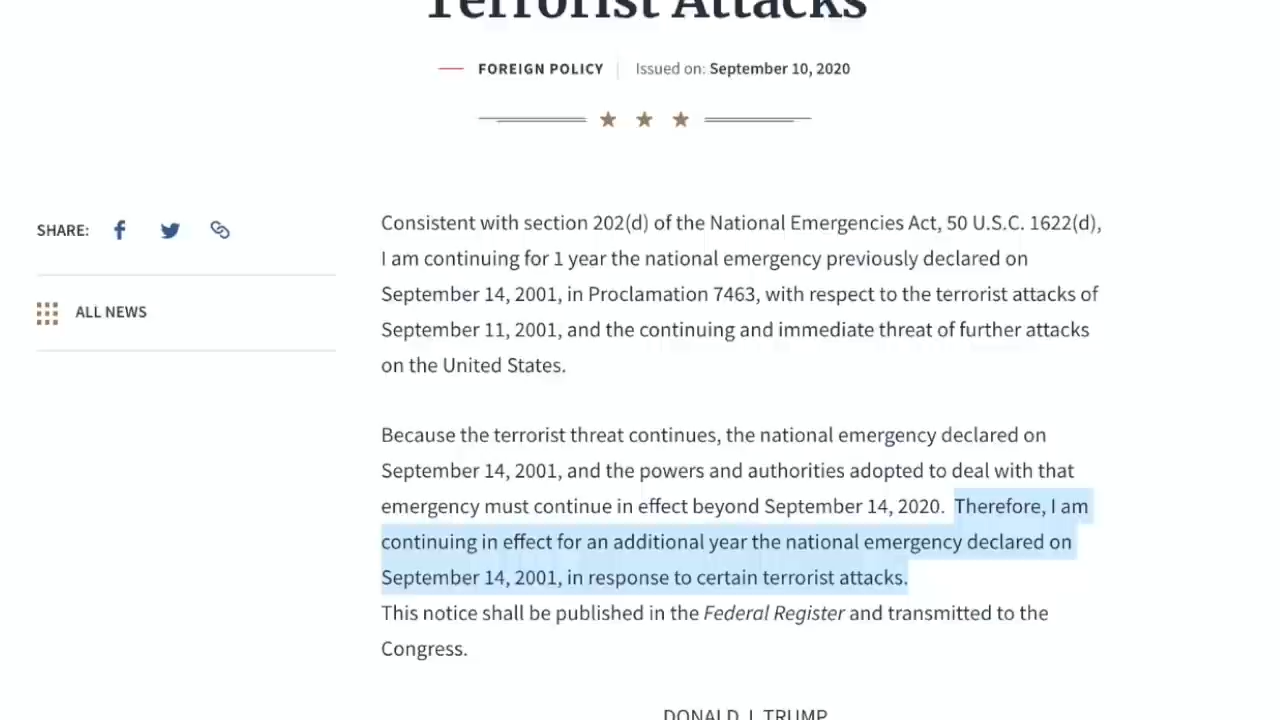 Terrorist Attacks
FOREIGN POLICY Issued on: September 10, 2020
SHARE:
ALL NEWS
Consistent with section 202(d) of the National Emergencies Act, 50 U.S.C. 1622(d),
I am continuing for 1 year the national emergency previously declared on
September 14, 2001, in Proclamation 7463, with respect to the terrorist attacks of
September 11, 2001, and the continuing and immediate threat of further attacks
on the United States.
Because the terrorist threat continues, the national emergency declared on
September 14, 2001, and the powers and authorities adopted to deal with that
emergency must continue in effect beyond September 14, 2020. Therefore, I am
continuing in effect for an additional year the national emergency declared on
September 14, 2001, in response to certain terrorist attacks.
This notice shall be published in the Federal Register and transmitted to the
Congress.
DONALD J. TRUMP